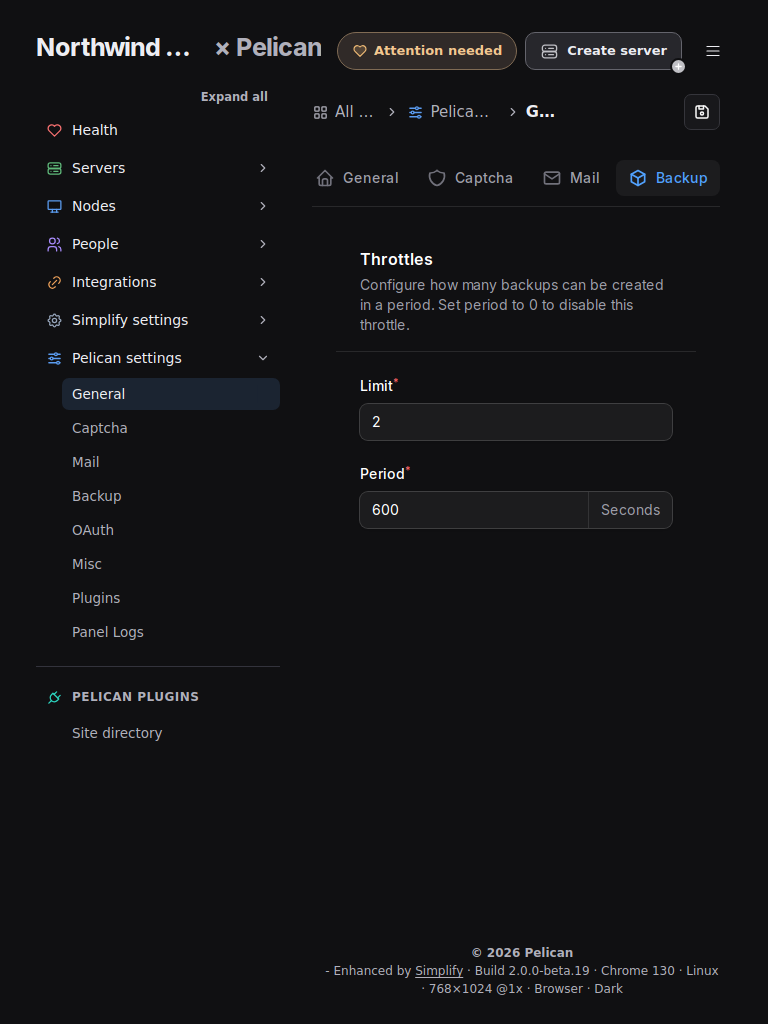 Northwind ... × Pelican
Attention needed
Create server
Expand all
Health
Servers
Nodes
People
Integrations
Simplify settings
Pelican settings
General
Captcha
Mail
Backup
OAuth
Misc
Plugins
Panel Logs
PELICAN PLUGINS
Site directory
All ... > Pelica... > G...
General
Captcha
Mail
Backup
Throttles
Configure how many backups can be created
in a period. Set period to 0 to disable this
throttle.
Limit*
2
Period*
600 Seconds
© 2026 Pelican
- Enhanced by Simplify · Build 2.0.0-beta.19 · Chrome 130 · Linux
· 768×1024 @1x · Browser · Dark